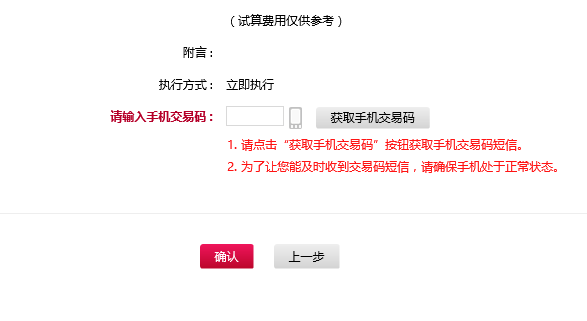 （试算费用仅供参考）
附言：
执行方式： 立即执行
请输入手机交易码： 获取手机交易码
1. 请点击“获取手机交易码”按钮获取手机交易码短信。
2. 为了让您能及时收到交易码短信，请确保手机处于正常状态。
确认 上一步